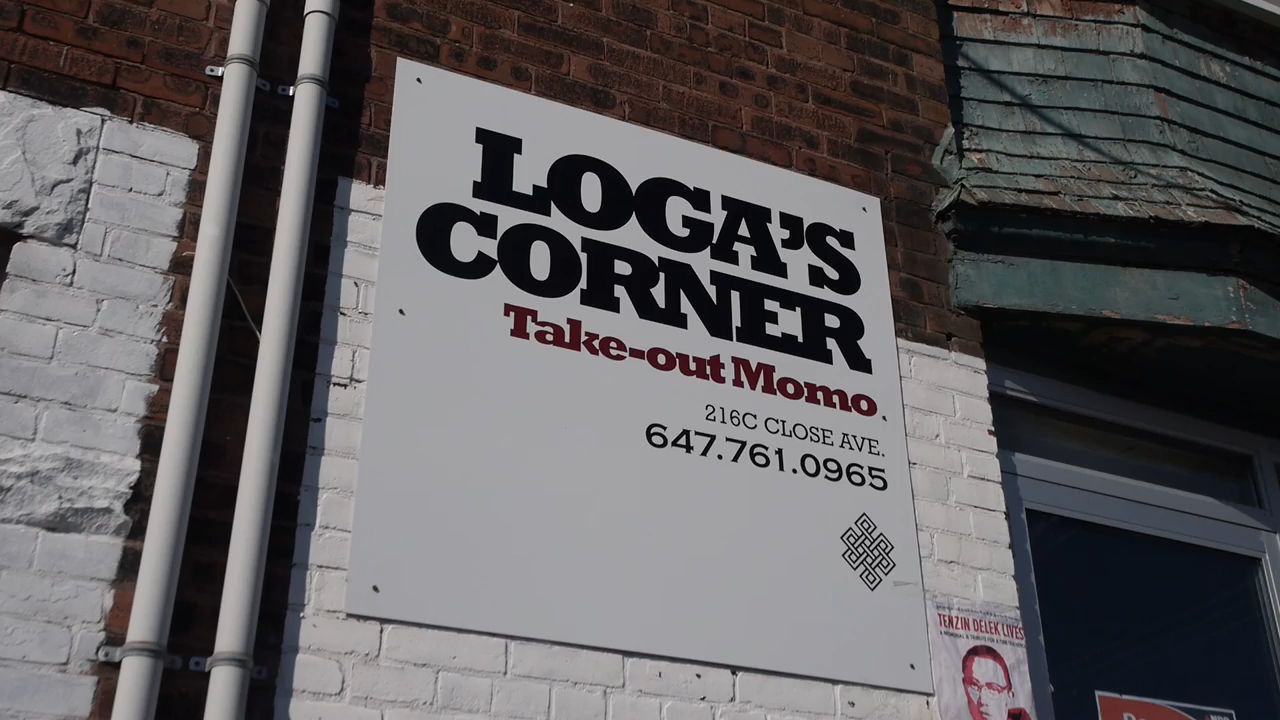 LOGA'S
CORNER
Take-out Momo
216C CLOSE AVE.
647.761.0965
TENZIN DELEK LIVES